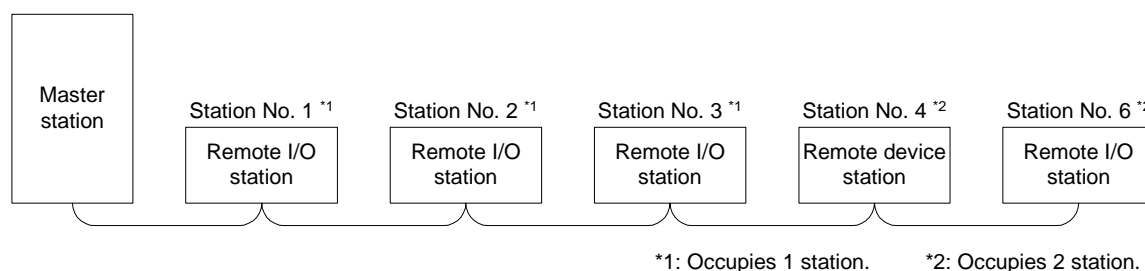 Master
station
Station No. 1 *1
Station No. 2 *1
Station No. 3 *1
Station No. 4 *2
Station No. 6 *2
Remote I/O
station
Remote I/O
station
Remote I/O
station
Remote device
station
Remote I/O
station
*1: Occupies 1 station.
*2: Occupies 2 station.